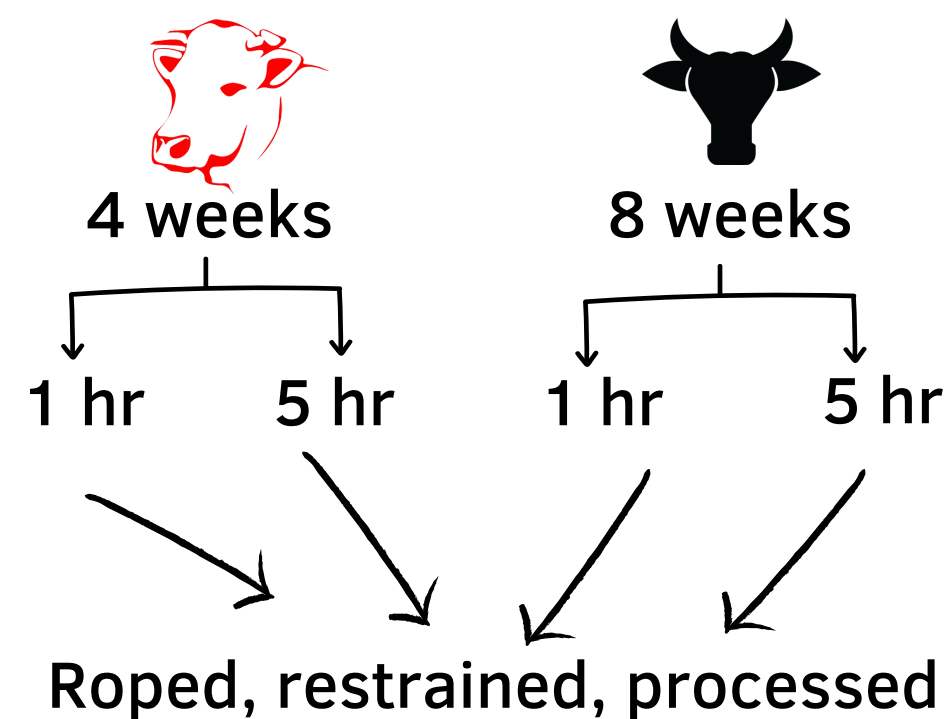 4 weeks
8 weeks
1 hr
5 hr
1 hr
5 hr
Roped, restrained, processed